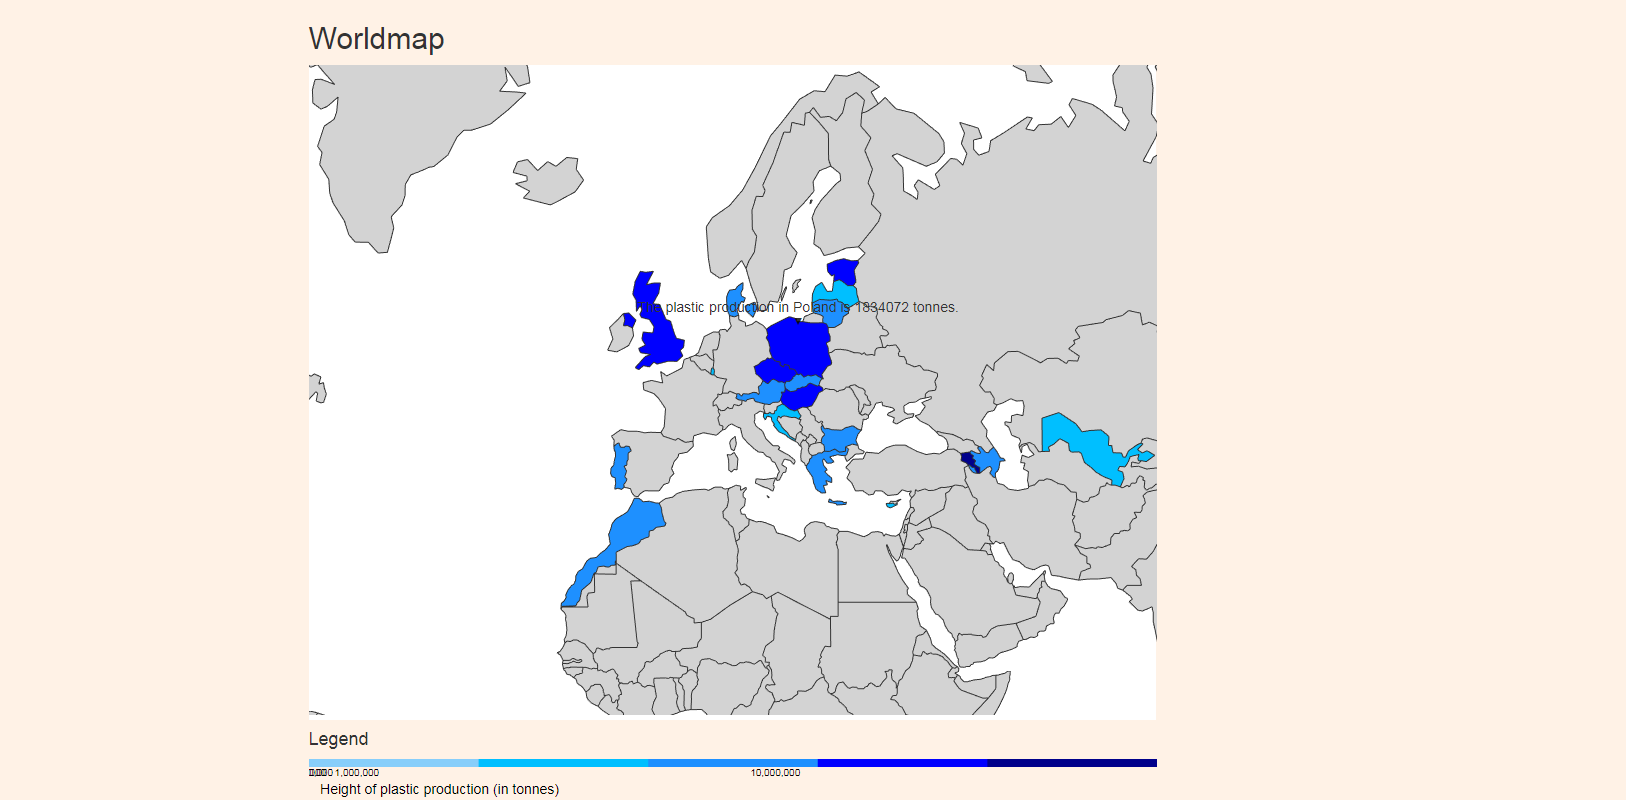 Worldmap
The plastic production in Poland is 1834072 tonnes.
Legend
1,000,000 10,000,000
Height of plastic production (in tonnes)